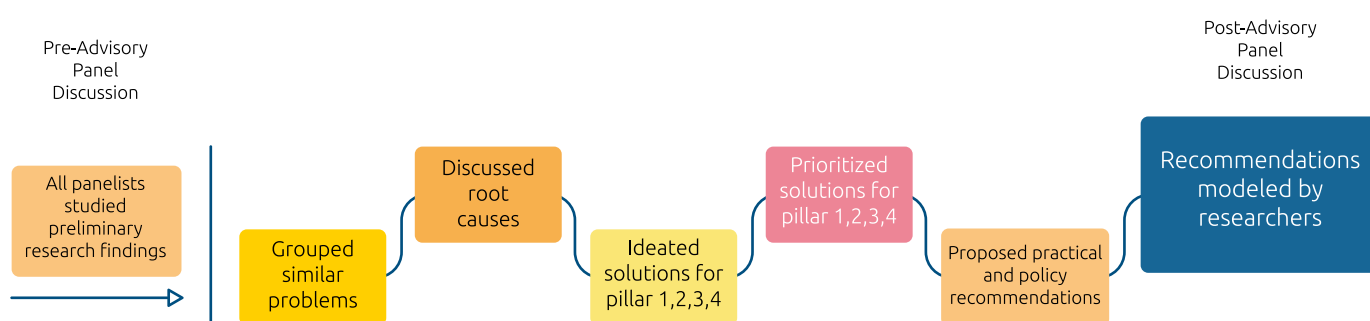 Pre-Advisory
Panel
Discussion
All panelists
studied
preliminary
research findings
Grouped
similar
problems
Discussed
root
causes
Ideated
solutions for
pillar 1,2,3,4
Prioritized
solutions for
pillar 1,2,3,4
Proposed practical
and policy
recommendations
Post-Advisory
Panel
Discussion
Recommendations
modeled by
researchers